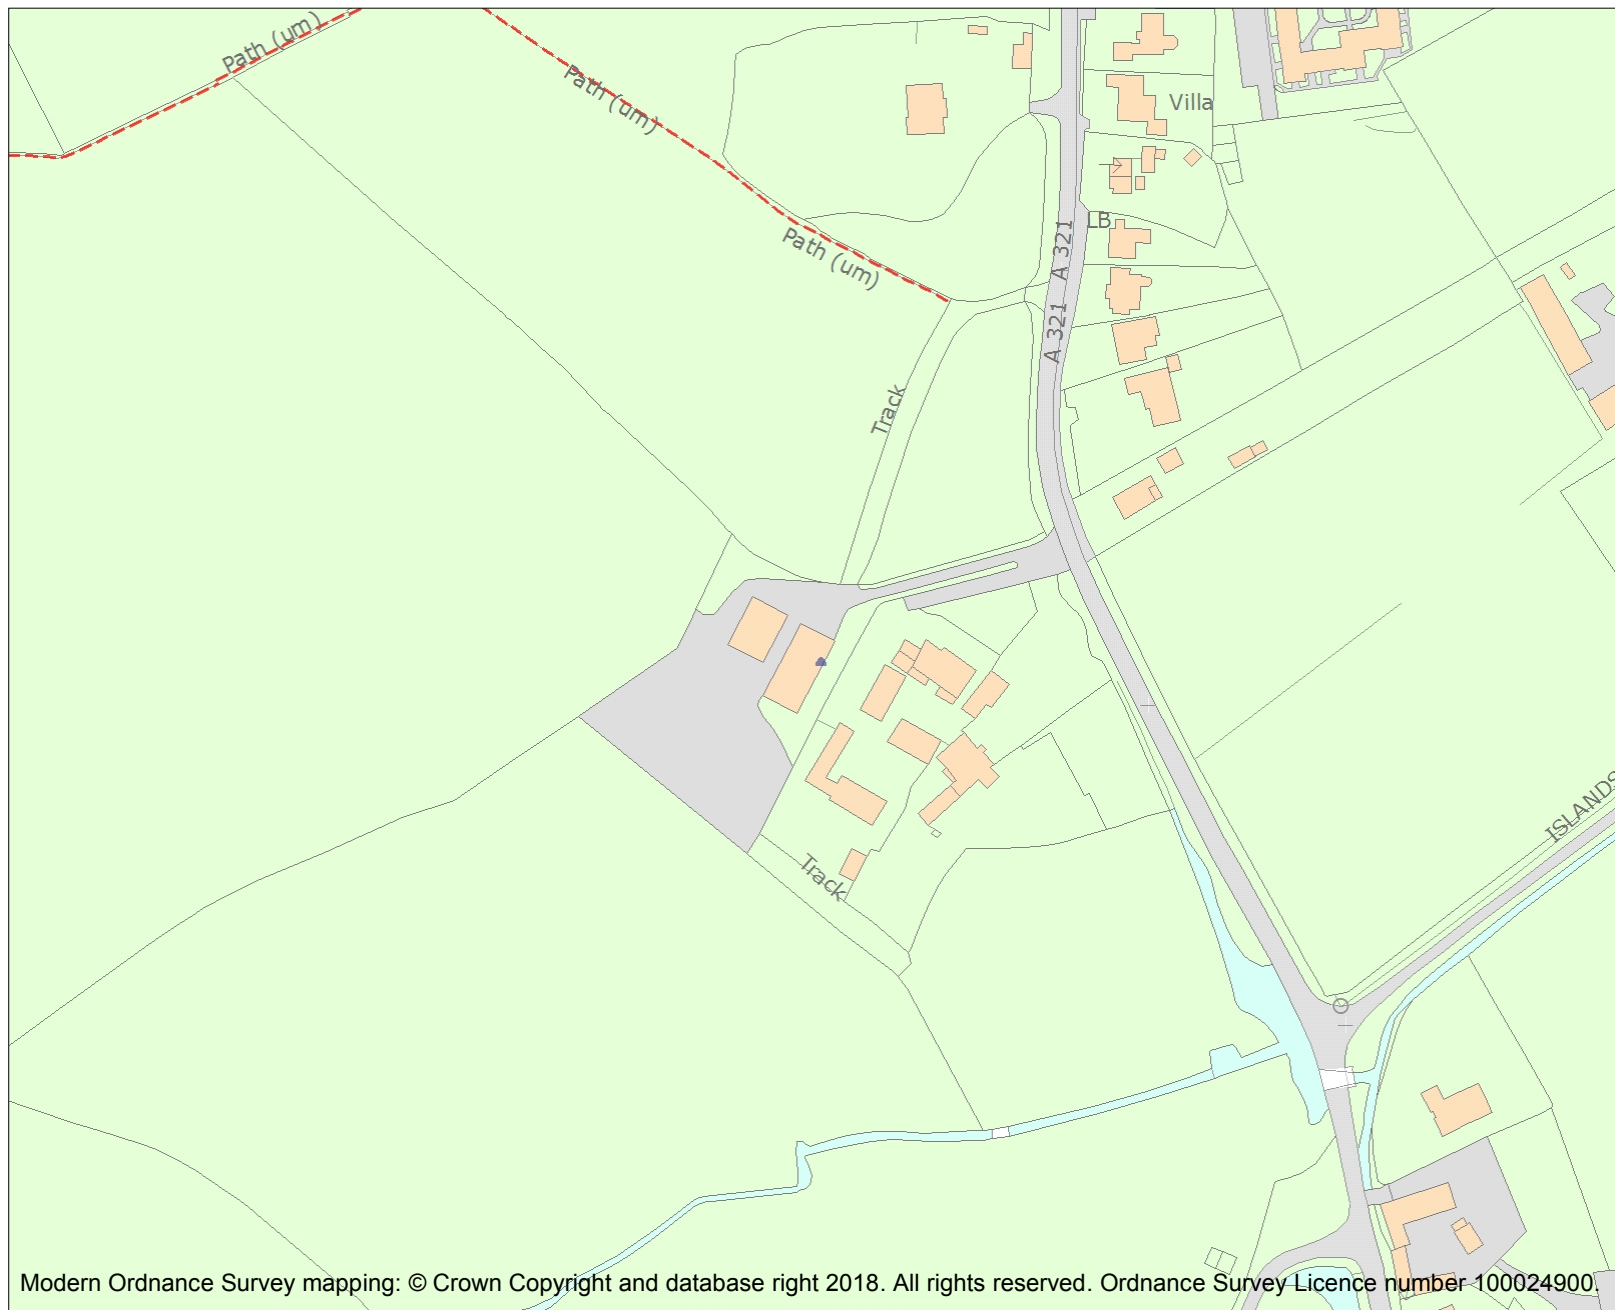 Path (um)
Path (um)
Villa
LB
A 321
Path (um)
A 321
Track
ISLANDS
Track
Modern Ordnance Survey mapping: © Crown Copyright and database right 2018. All rights reserved. Ordnance Survey Licence number 100024900.